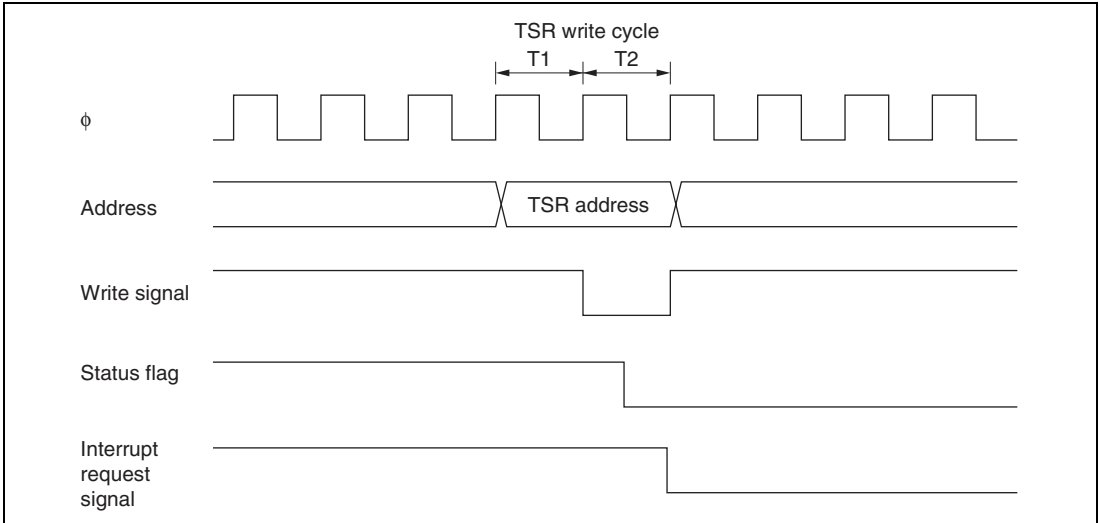 TSR write cycle
T1 T2
ϕ
Address
TSR address
Write signal
Status flag
Interrupt
request
signal